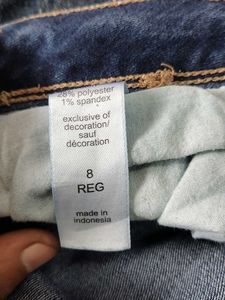 28% polyester
1% spandex
exclusive of
decoration/
sauf
décoration
8
REG
made in
indonesia